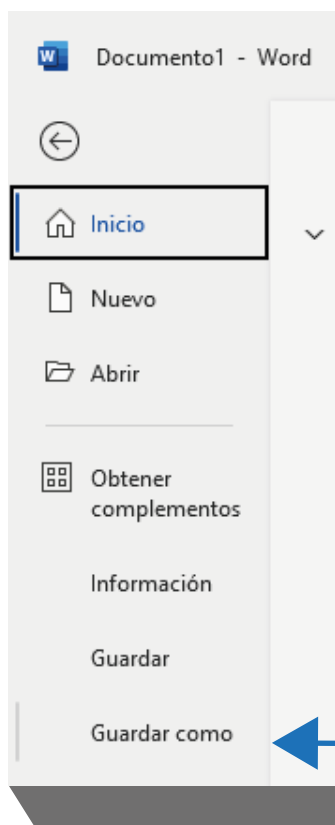 Documento1 - Word
Inicio
Nuevo
Abrir
Obtener
complementos
Información
Guardar
Guardar como